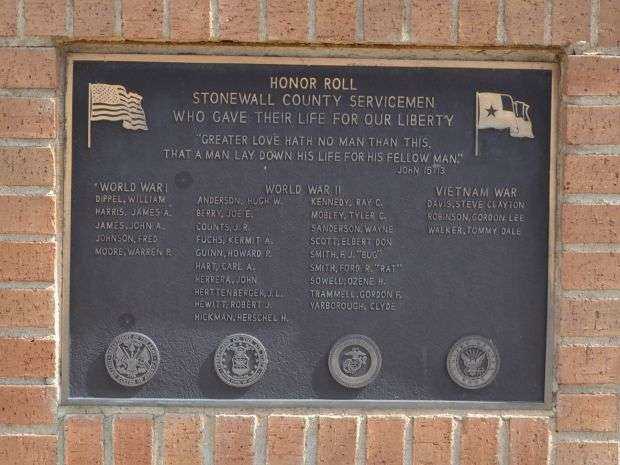 HONOR ROLL
STONEWALL COUNTY SERVICEMEN
WHO GAVE THEIR LIFE FOR OUR LIBERTY
"GREATER LOVE HATH NO MAN THAN THIS,
THAT A MAN LAY DOWN HIS LIFE FOR HIS FELLOW MAN."
JOHN 15:13
WORLD WAR I
DIPPEL, WILLIAM
HARRIS, JAMES A.
JAMES, JOHN A.
JOHNSON, FRED
MOORE, WARREN P.
WORLD WAR II
ANDERSON, HUGH W.
BERRY, JOE E.
COUNTS, J. R.
FUCHS, KERMIT A.
GUINN, HOWARD P.
HART, CARL A.
HERRERA, JOHN
HERTTENBERGER, J. L.
HEWITT, ROBERT J.
HICKMAN, HERSCHEL H.
KENNEDY, RAY C.
MOBLEY, TYLER C.
SANDERSON, WAYNE
SCOTT, ELBERT DON
SMITH, F. J. "BUG"
SMITH, FORD R. "RAT"
SOWELL, OZENE H.
TRAMMELL, GORDON F.
YARBOROUGH, CLYDE
VIETNAM WAR
DAVIS, STEVE CLAYTON
ROBINSON, GORDON LEE
WALKER, TOMMY DALE